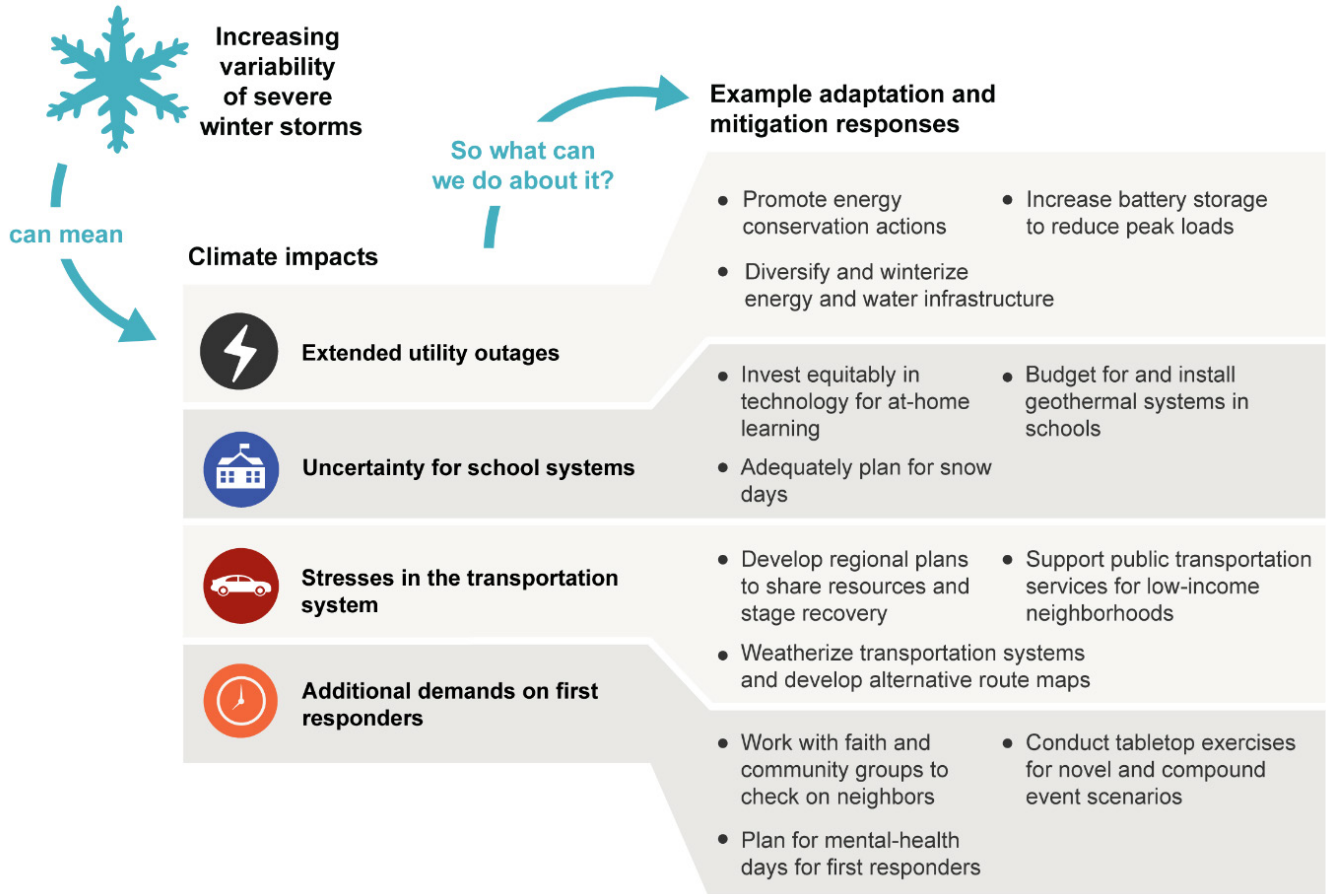 Increasing
variability
of severe
winter storms
can mean
So what can
we do about it?
Climate impacts
Example adaptation and
mitigation responses
Extended utility outages
• Promote energy
conservation actions
• Increase battery storage
to reduce peak loads
• Diversify and winterize
energy and water infrastructure
Uncertainty for school systems
• Invest equitably in
technology for at-home
learning
• Budget for and install
geothermal systems in
schools
• Adequately plan for snow
days
Stresses in the transportation
system
• Develop regional plans
to share resources and
stage recovery
• Support public transportation
services for low-income
neighborhoods
• Weatherize transportation systems
and develop alternative route maps
Additional demands on first
responders
• Work with faith and
community groups to
check on neighbors
• Conduct tabletop exercises
for novel and compound
event scenarios
• Plan for mental-health
days for first responders